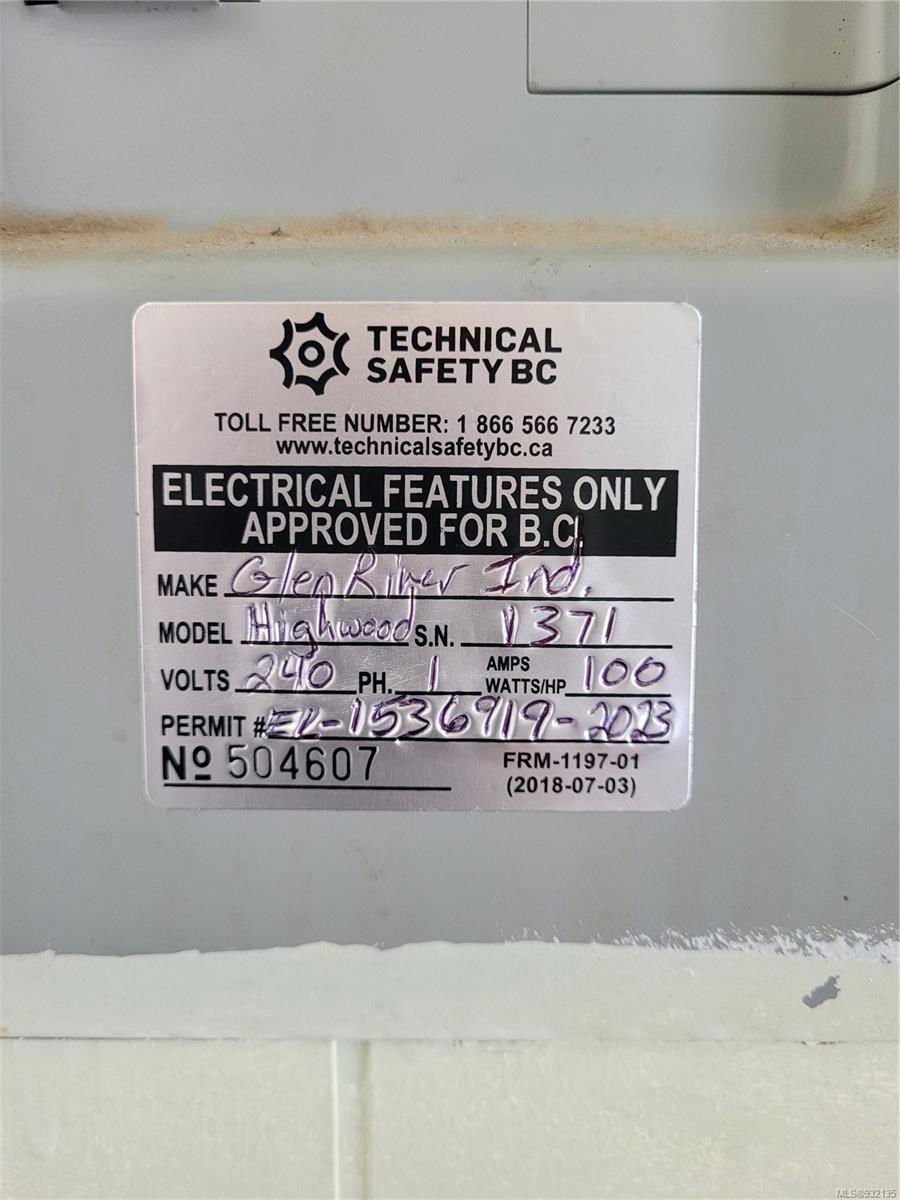 TECHNICAL
SAFETY BC
TOLL FREE NUMBER: 1 866 566 7233
www.technicalsafetybc.ca
ELECTRICAL FEATURES ONLY
APPROVED FOR B.C.
MAKE Glen River Ind.
MODEL Highwood S.N. 1371
VOLTS 240 PH. 1 AMPS WATTS/HP 100
PERMIT # EL-1536919-2023
Nº 504607 FRM-1197-01
(2018-07-03)
MLS®932135